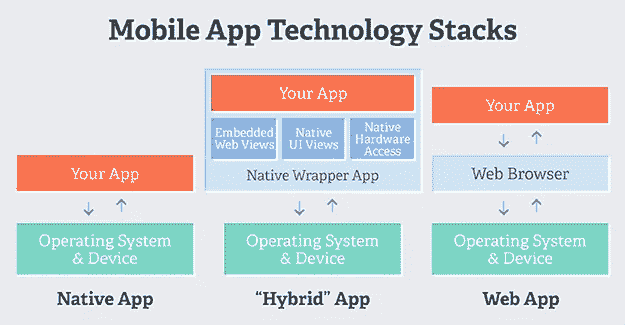 Mobile App Technology Stacks
Your App
Operating System
& Device
Native App
Your App
Embedded
Web Views
Native
UI Views
Native
Hardware
Access
Native Wrapper App
Operating System
& Device
“Hybrid” App
Your App
Web Browser
Operating System
& Device
Web App